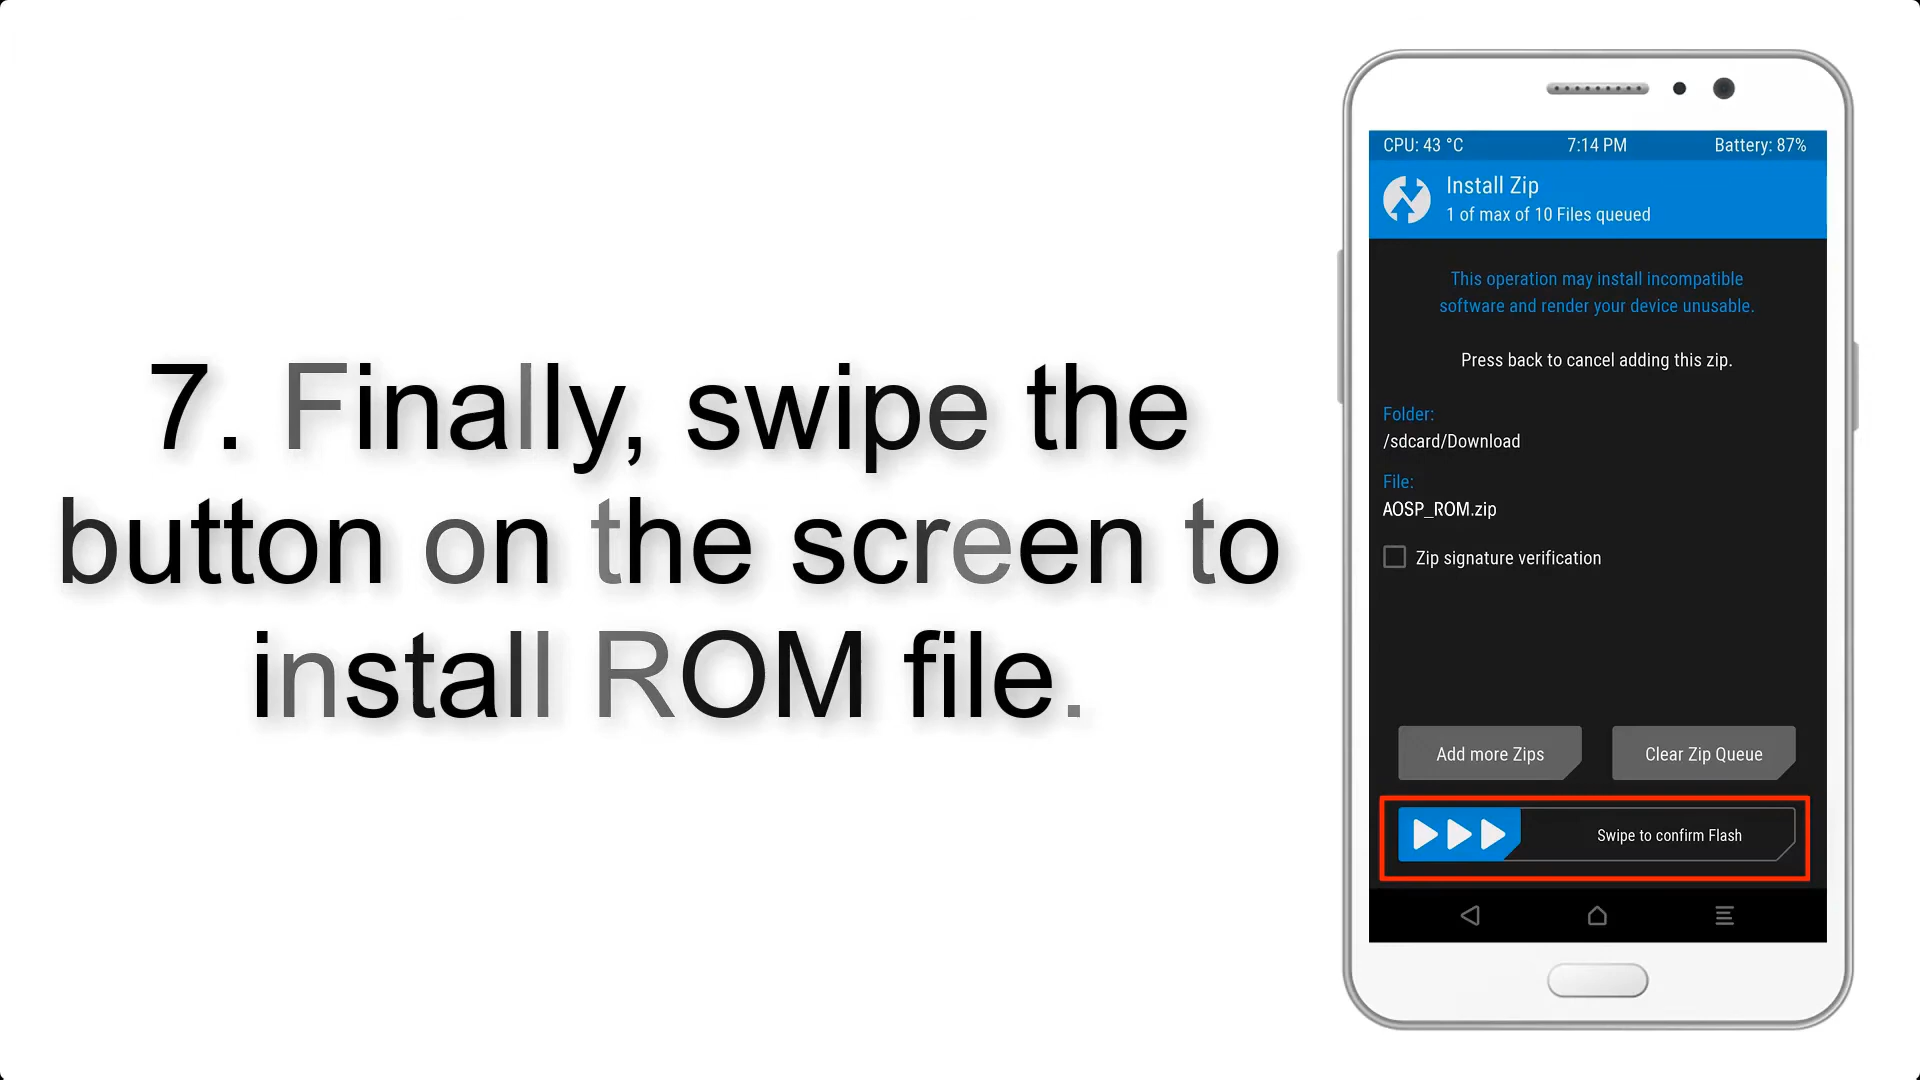 7. Finally, swipe the
button on the screen to
install ROM file.
CPU: 43 °C 7:14 PM Battery: 87%
Install Zip
1 of max of 10 Files queued
This operation may install incompatible
software and render your device unusable.
Press back to cancel adding this zip.
Folder:
/sdcard/Download
File:
AOSP_ROM.zip
Zip signature verification
Add more Zips Clear Zip Queue
Swipe to confirm Flash